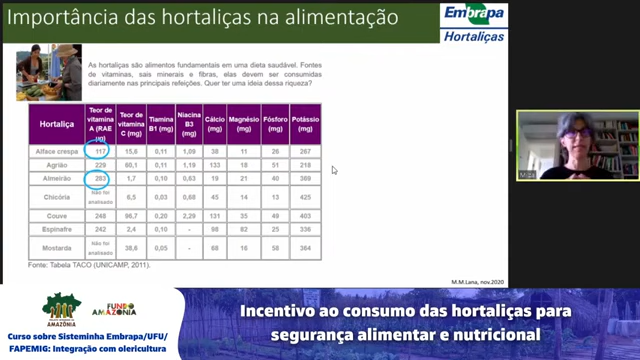 Importância das hortaliças na alimentação
Embrapa
Hortaliças
As hortaliças são alimentos fundamentais em uma dieta saudável. Fontes
de vitaminas, sais minerais e fibras, elas devem ser consumidas
diariamente nas principais refeições. Quer ter uma ideia dessa riqueza?
Hortaliça Teor de vitamina A (RAE g) Teor de vitamina C (mg) Tiamina B1 (mg) Niacina B3 (mg) Cálcio (mg) Magnésio (mg) Fósforo (mg) Potássio (mg)
Alface crespa 117 15,6 0,11 1,09 38 11 26 267
Agrião 229 60,1 0,11 1,19 133 18 51 218
Almeirão 293 1,7 0,10 0,63 19 21 40 369
Chicória Não foi analisado 6,5 0,03 0,68 45 14 13 425
Couve 248 96,7 0,20 2,29 131 35 49 403
Espinafre 242 2,4 0,10 - 98 82 25 336
Mostarda Não foi analisado 38,6 0,05 - 68 16 58 364
Fonte: Tabela TACO (UNICAMP, 2011).
M.M.Lana, nov.2020
AMAZÔNIA
FUNDO
AMAZÔNIA
Curso sobre Sisteminha Embrapa/UFU/
FAPEMIG: Integração com olericultura
Incentivo ao consumo das hortaliças para
segurança alimentar e nutricional